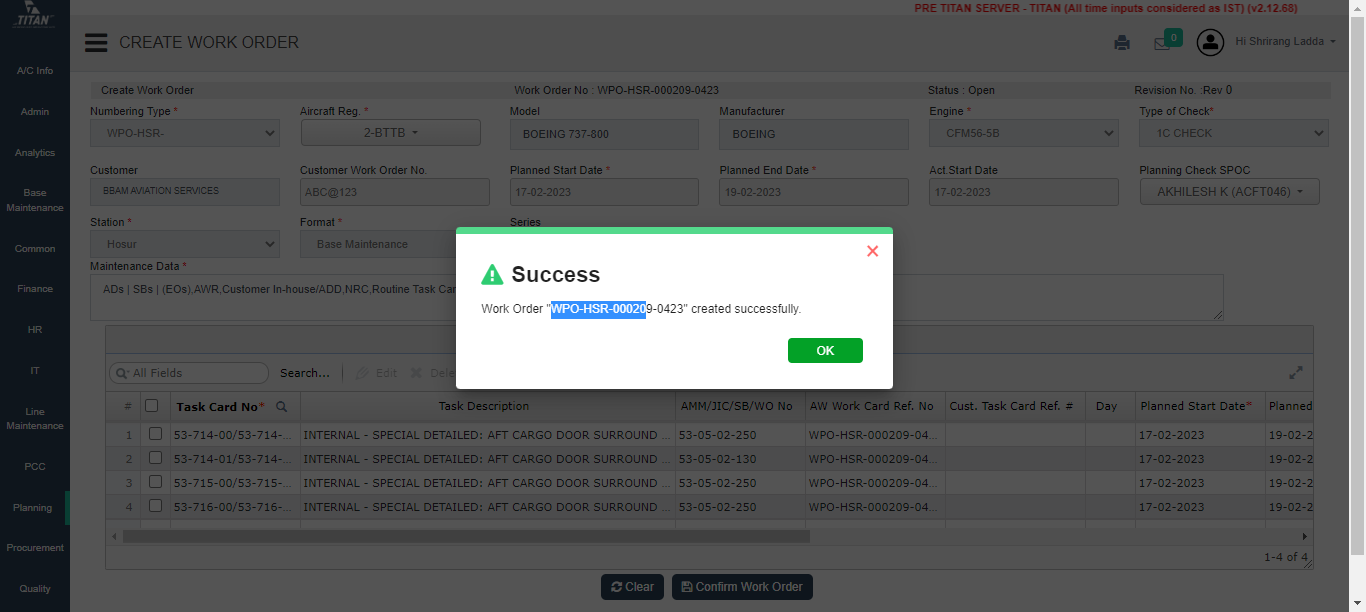 TITAN
PRE TITAN SERVER - TITAN (All time inputs considered as IST) (v2.12.68)
CREATE WORK ORDER
0
Hi Shrirang Ladda
A/C Info
Admin
Analytics
Base
Maintenance
Common
Finance
HR
IT
Line
Maintenance
PCC
Planning
Procurement
Quality
Create Work Order Work Order No : WPO-HSR-000209-0423 Status : Open Revision No. :Rev 0
Numbering Type * Aircraft Reg. * Model Manufacturer Engine * Type of Check*
WPO-HSR- 2-BTTB BOEING 737-800 BOEING CFM56-5B 1C CHECK
Customer Customer Work Order No. Planned Start Date * Planned End Date * Act.Start Date Planning Check SPOC
BBAM AVIATION SERVICES ABC@123 17-02-2023 19-02-2023 17-02-2023 AKHILESH K (ACFT046)
Station * Format * Series
Hosur Base Maintenance
Maintenance Data *
ADs | SBs | (EOs),AWR,Customer In-house/ADD,NRC,Routine Task Car
Success
Work Order "WPO-HSR-000209-0423" created successfully.
OK
All Fields Search... Edit Dele
# Task Card No* Task Description AMM/JIC/SB/WO No AW Work Card Ref. No Cust. Task Card Ref. # Day Planned Start Date* Planned
1 53-714-00/53-714-... INTERNAL - SPECIAL DETAILED: AFT CARGO DOOR SURROUND ... 53-05-02-250 WPO-HSR-000209-04... 17-02-2023 19-02-2
2 53-714-01/53-714-... INTERNAL - SPECIAL DETAILED: AFT CARGO DOOR SURROUND ... 53-05-02-130 WPO-HSR-000209-04... 17-02-2023 19-02-2
3 53-715-00/53-715-... INTERNAL - SPECIAL DETAILED: AFT CARGO DOOR SURROUND ... 53-05-02-250 WPO-HSR-000209-04... 17-02-2023 19-02-2
4 53-716-00/53-716-... INTERNAL - SPECIAL DETAILED: AFT CARGO DOOR SURROUND ... 53-05-02-250 WPO-HSR-000209-04... 17-02-2023 19-02-2
1-4 of 4
Clear Confirm Work Order